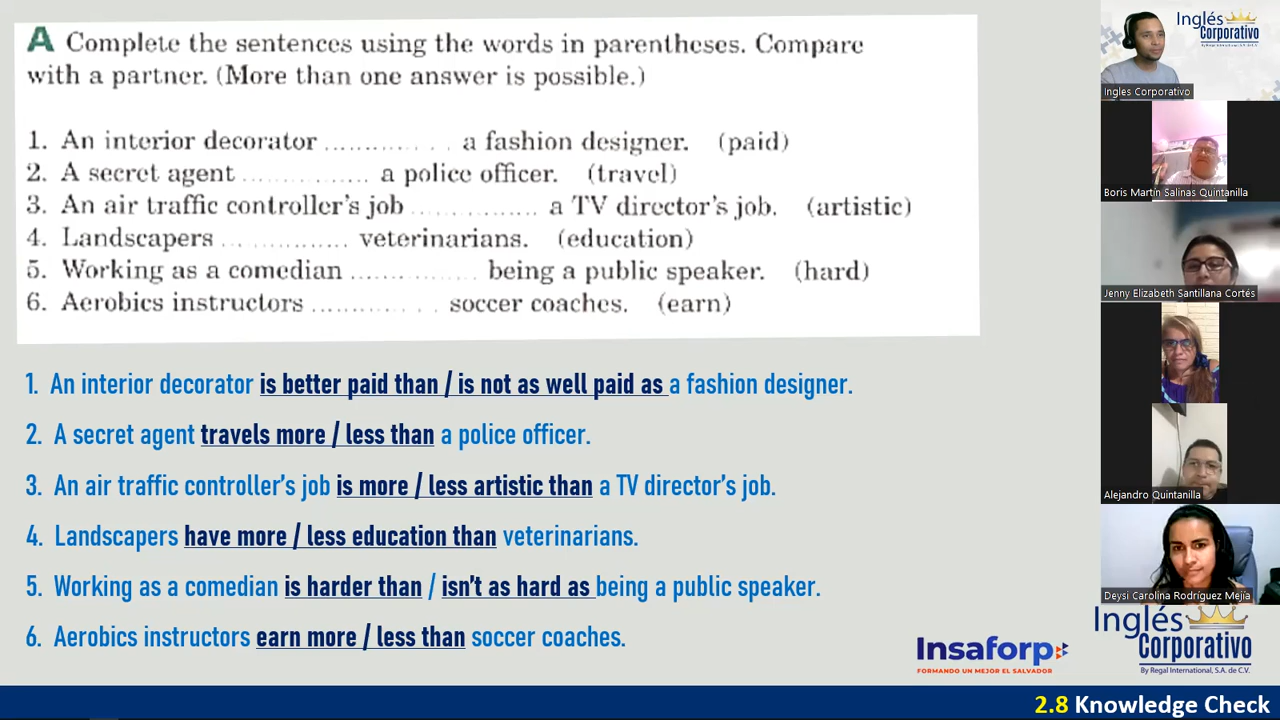 A Complete the sentences using the words in parentheses. Compare
with a partner. (More than one answer is possible.)
1. An interior decorator ............. a fashion designer. (paid)
2. A secret agent ............. a police officer. (travel)
3. An air traffic controller's job ............. a TV director's job. (artistic)
4. Landscapers ............. veterinarians. (education)
5. Working as a comedian ............. being a public speaker. (hard)
6. Aerobics instructors ............. soccer coaches. (earn)
1. An interior decorator is better paid than / is not as well paid as a fashion designer.
2. A secret agent travels more / less than a police officer.
3. An air traffic controller's job is more / less artistic than a TV director's job.
4. Landscapers have more / less education than veterinarians.
5. Working as a comedian is harder than / isn't as hard as being a public speaker.
6. Aerobics instructors earn more / less than soccer coaches.
Insaforp
FORMANDO UN MEJOR EL SALVADOR
Inglés
Corporativo
By Regal International, S.A. de C.V.
2.8 Knowledge Check
Inglés
Corporativo
By Regal International, S.A. de C.V.
Ingles Corporativo
Boris Martín Salinas Quintanilla
Jenny Elizabeth Santillana Cortés
Alejandro Quintanilla
Deysi Carolina Rodríguez Mejía